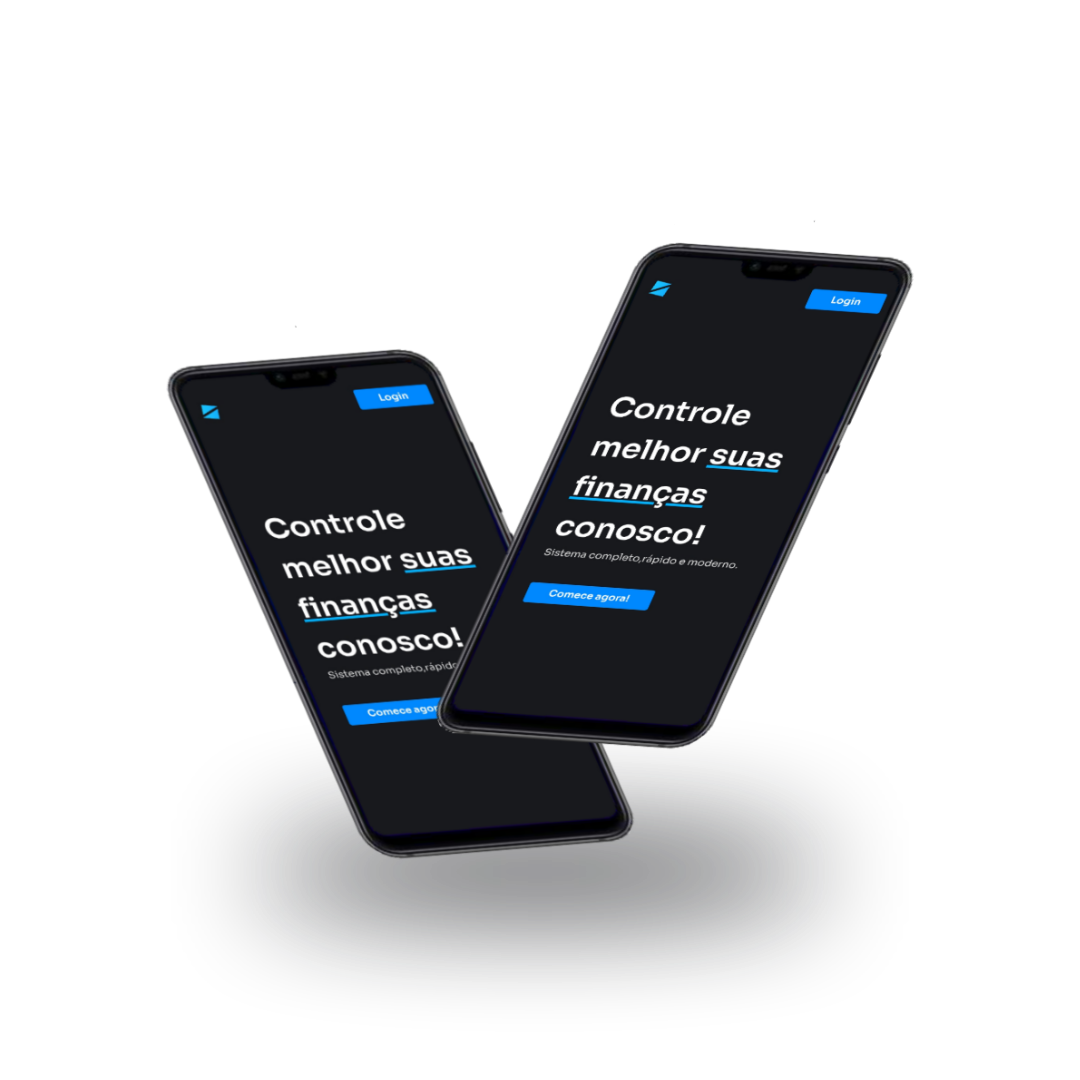 Login
Controle
melhor suas
finanças
conosco!
Sistema completo,rápido
Comece agor
Login
Controle
melhor suas
finanças
conosco!
Sistema completo,rápido e moderno.
Comece agora!